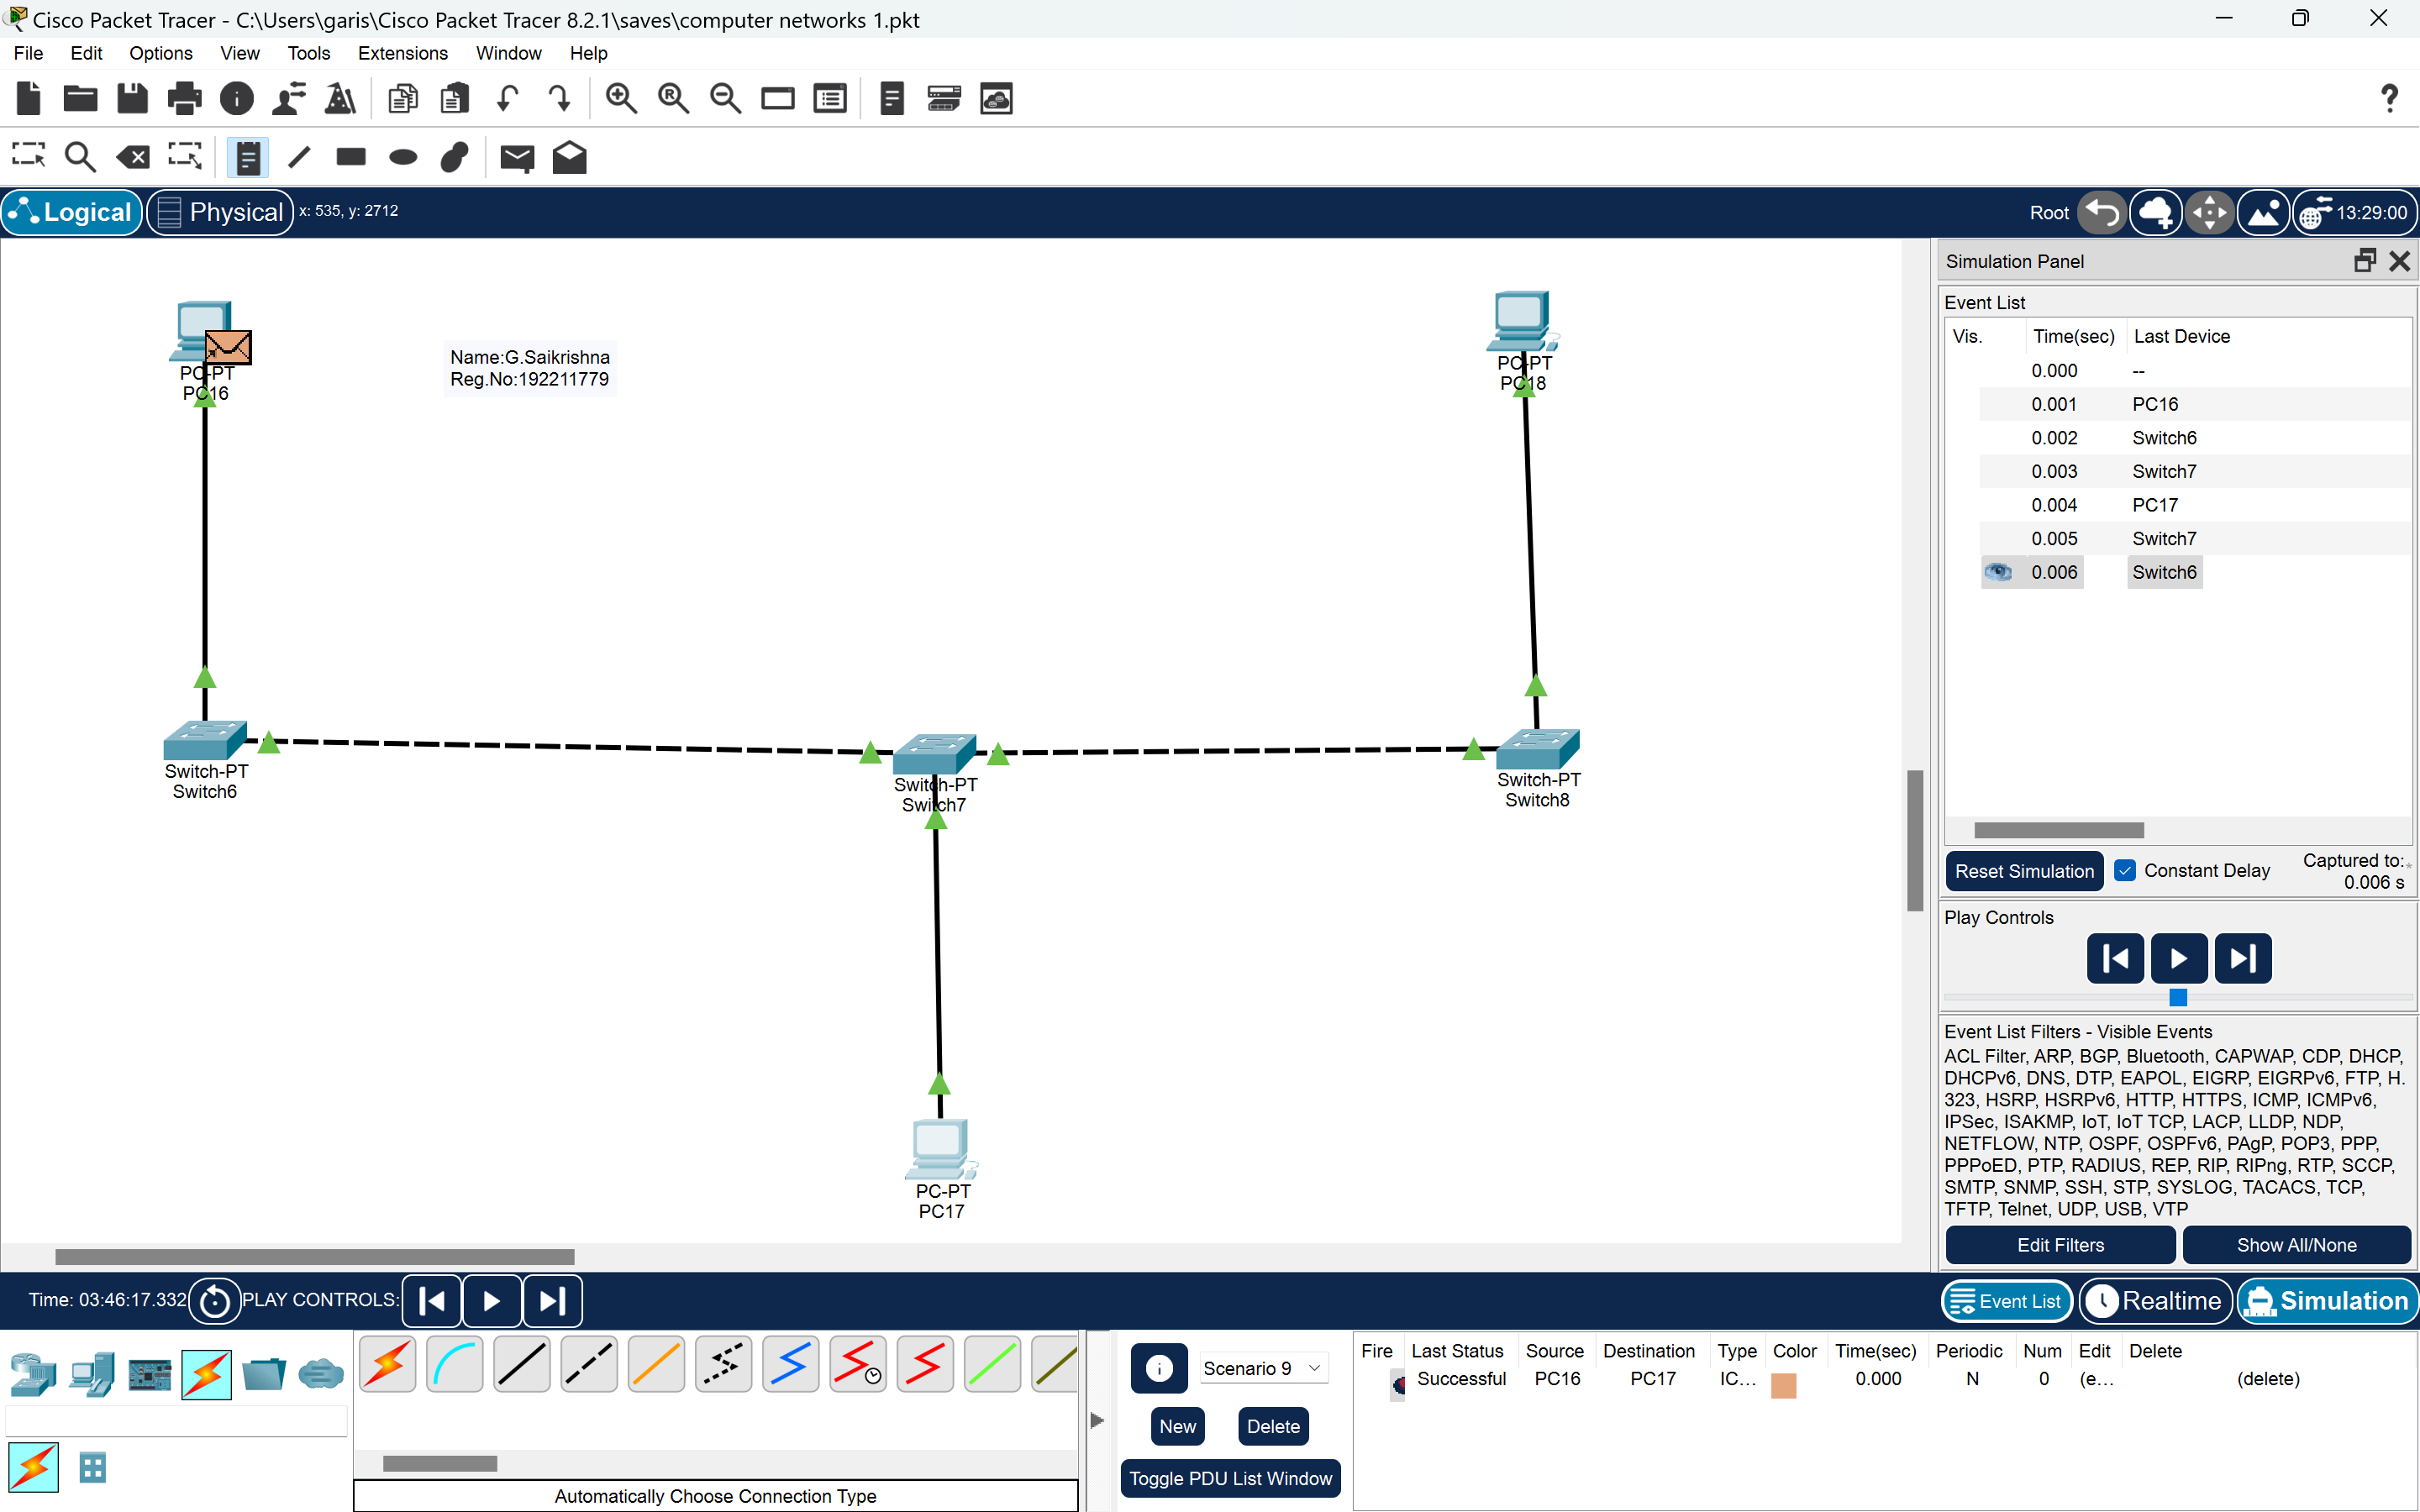 Cisco Packet Tracer - C:\Users\garis\Cisco Packet Tracer 8.2.1\saves\computer networks 1.pkt
File Edit Options View Tools Extensions Window Help
Logical Physical x: 535, y: 2712 Root 13:29:00
PC-PT
PC16
Name:G.Saikrishna
Reg.No:192211779
PC-PT
PC18
Switch-PT
Switch6
Switch-PT
Switch7
Switch-PT
Switch8
PC-PT
PC17
Simulation Panel
Event List
Vis. Time(sec) Last Device
0.000 --
0.001 PC16
0.002 Switch6
0.003 Switch7
0.004 PC17
0.005 Switch7
0.006 Switch6
Reset Simulation Constant Delay Captured to:*
0.006 s
Play Controls
Event List Filters - Visible Events
ACL Filter, ARP, BGP, Bluetooth, CAPWAP, CDP, DHCP,
DHCPv6, DNS, DTP, EAPOL, EIGRP, EIGRPv6, FTP, H.
323, HSRP, HSRPv6, HTTP, HTTPS, ICMP, ICMPv6,
IPSec, ISAKMP, IoT, IoT TCP, LACP, LLDP, NDP,
NETFLOW, NTP, OSPF, OSPFv6, PAgP, POP3, PPP,
PPPoED, PTP, RADIUS, REP, RIP, RIPng, RTP, SCCP,
SMTP, SNMP, SSH, STP, SYSLOG, TACACS, TCP,
TFTP, Telnet, UDP, USB, VTP
Edit Filters Show All/None
Time: 03:46:17.332 PLAY CONTROLS: Event List Realtime Simulation
Automatically Choose Connection Type
Scenario 9
New Delete
Toggle PDU List Window
Fire Last Status Source Destination Type Color Time(sec) Periodic Num Edit Delete
Successful PC16 PC17 IC... 0.000 N 0 (e... (delete)